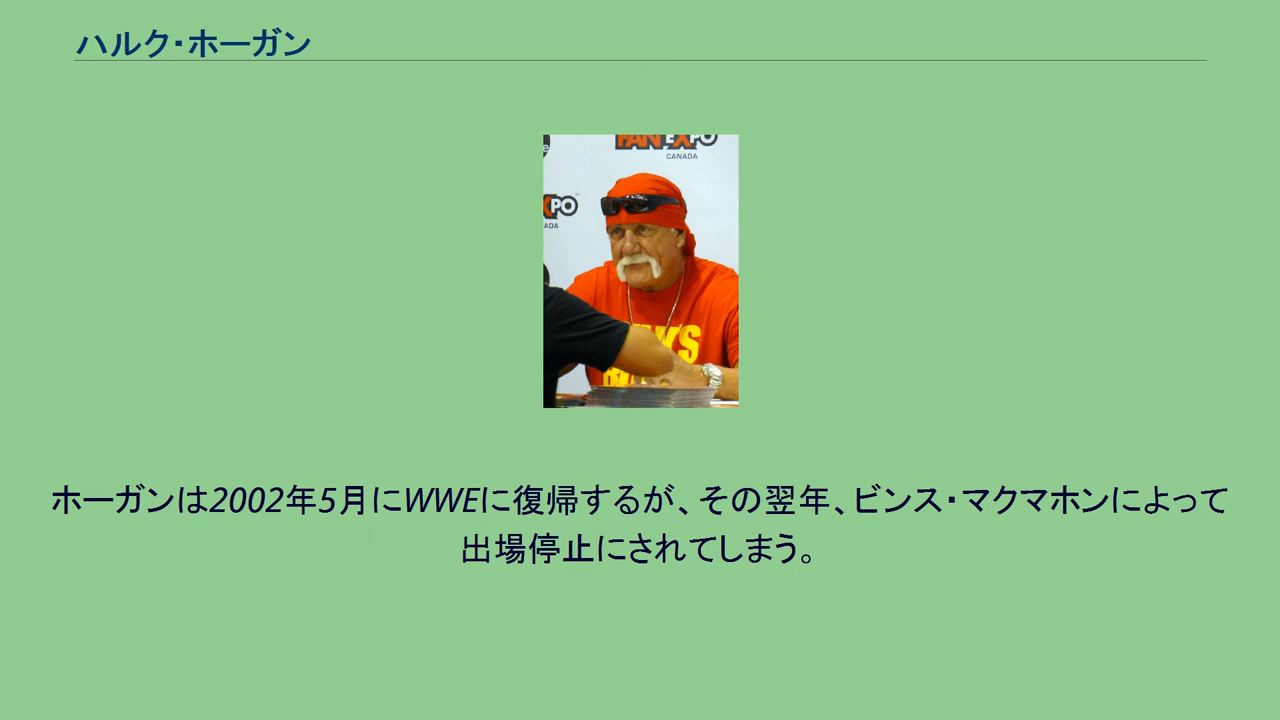 ハルク・ホーガン
FAN EXPO
CANADA
XPO
ADA
ホーガンは2002年5月にWWEに復帰するが、その翌年、ビンス・マクマホンによって
出場停止にされてしまう。